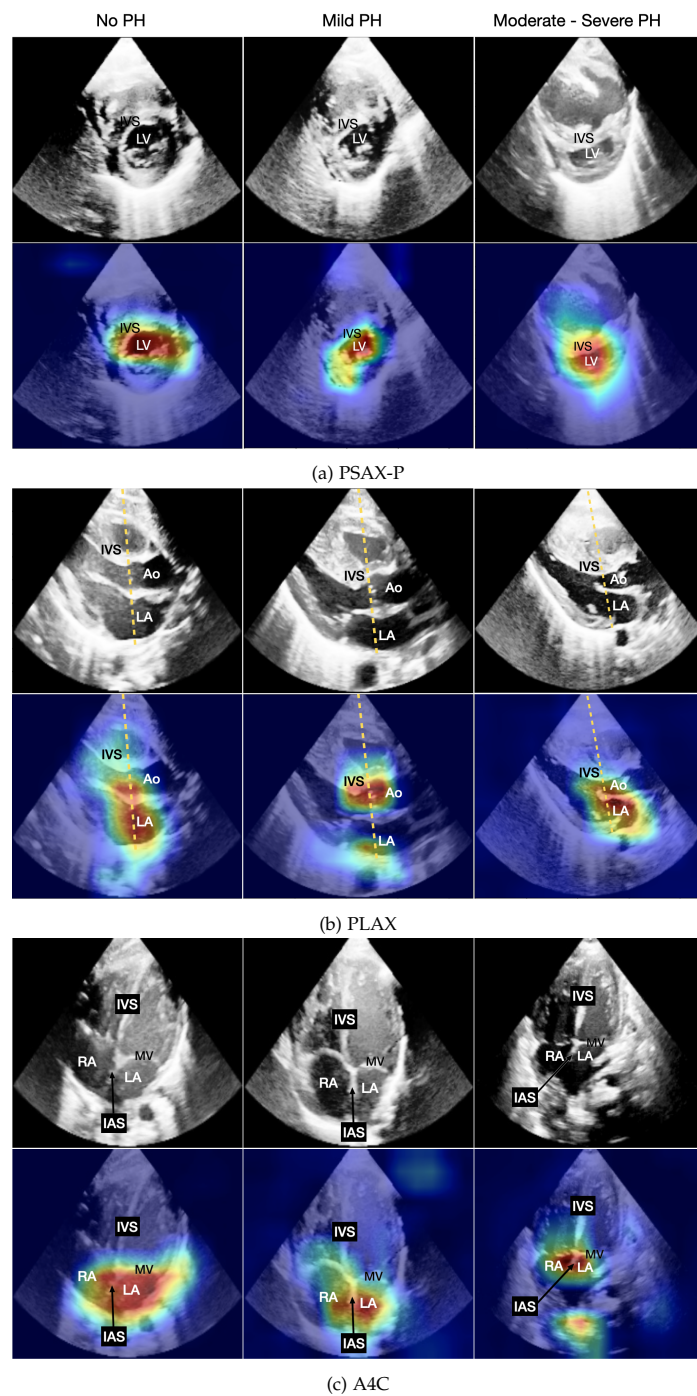 No PH Mild PH Moderate - Severe PH
IVS LV IVS LV IVS LV
IVS LV IVS LV IVS LV
(a) PSAX-P
IVS Ao LA IVS Ao LA IVS Ao LA
IVS Ao LA IVS Ao LA IVS Ao LA
(b) PLAX
IVS RA MV LA IAS IVS RA MV LA IAS IVS MV RA LA IAS
IVS RA MV LA IAS IVS MV RA LA IAS IVS MV RA LA IAS
(c) A4C